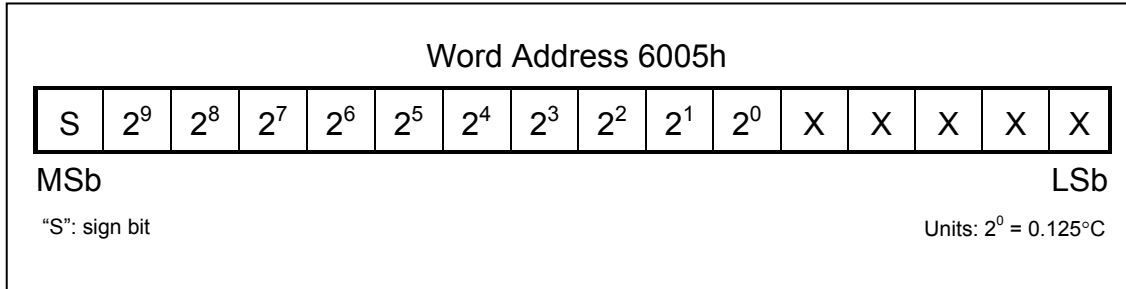 Word Address 6005h
S 2⁹ 2⁸ 2⁷ 2⁶ 2⁵ 2⁴ 2³ 2² 2¹ 2⁰ X X X X X
MSb LSb
“S”: sign bit Units: 2⁰ = 0.125°C